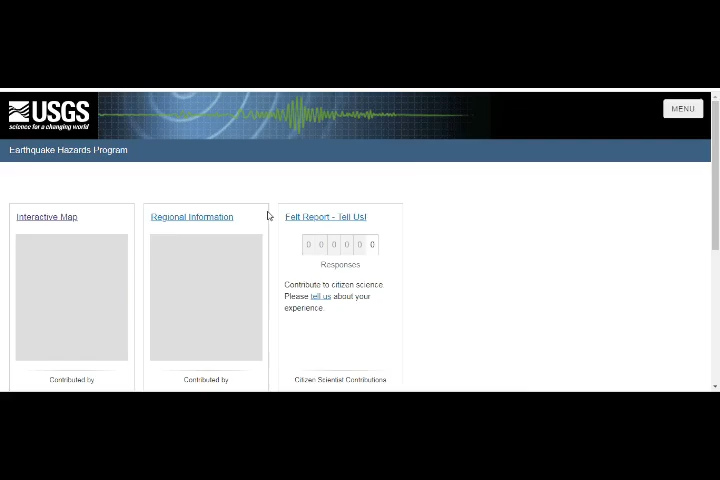 USGS
science for a changing world
MENU
Earthquake Hazards Program
Interactive Map
Regional Information
Felt Report - Tell Us!
0 0 0 0 0 0
Responses
Contribute to citizen science.
Please tell us about your
experience.
Contributed by
Contributed by
Citizen Scientist Contributions